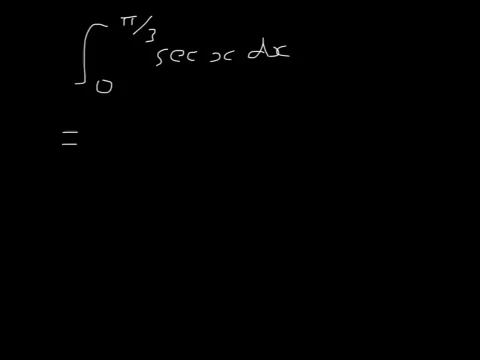 ∫₀^π/3 sec x dx
=